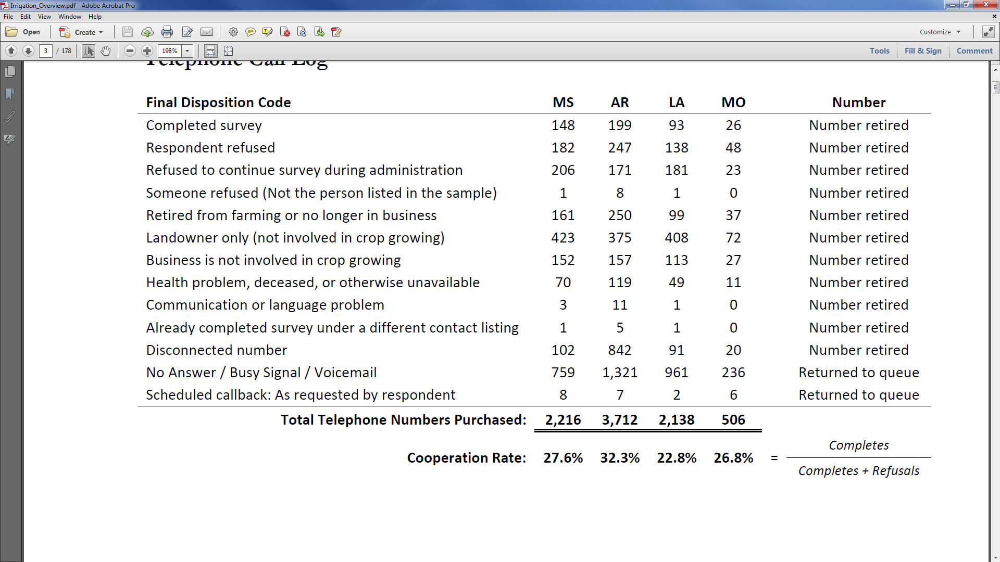 Irrigation_Overview.pdf - Adobe Acrobat Pro
File Edit View Window Help
Open Create Customize
3 / 178 198% Tools Fill & Sign Comment
Telephone Call Log
Final Disposition Code MS AR LA MO Number
Completed survey 148 199 93 26 Number retired
Respondent refused 182 247 138 48 Number retired
Refused to continue survey during administration 206 171 181 23 Number retired
Someone refused (Not the person listed in the sample) 1 8 1 0 Number retired
Retired from farming or no longer in business 161 250 99 37 Number retired
Landowner only (not involved in crop growing) 423 375 408 72 Number retired
Business is not involved in crop growing 152 157 113 27 Number retired
Health problem, deceased, or otherwise unavailable 70 119 49 11 Number retired
Communication or language problem 3 11 1 0 Number retired
Already completed survey under a different contact listing 1 5 1 0 Number retired
Disconnected number 102 842 91 20 Number retired
No Answer / Busy Signal / Voicemail 759 1,321 961 236 Returned to queue
Scheduled callback: As requested by respondent 8 7 2 6 Returned to queue
Total Telephone Numbers Purchased: 2,216 3,712 2,138 506
Cooperation Rate: 27.6% 32.3% 22.8% 26.8% =
Completes
Completes + Refusals